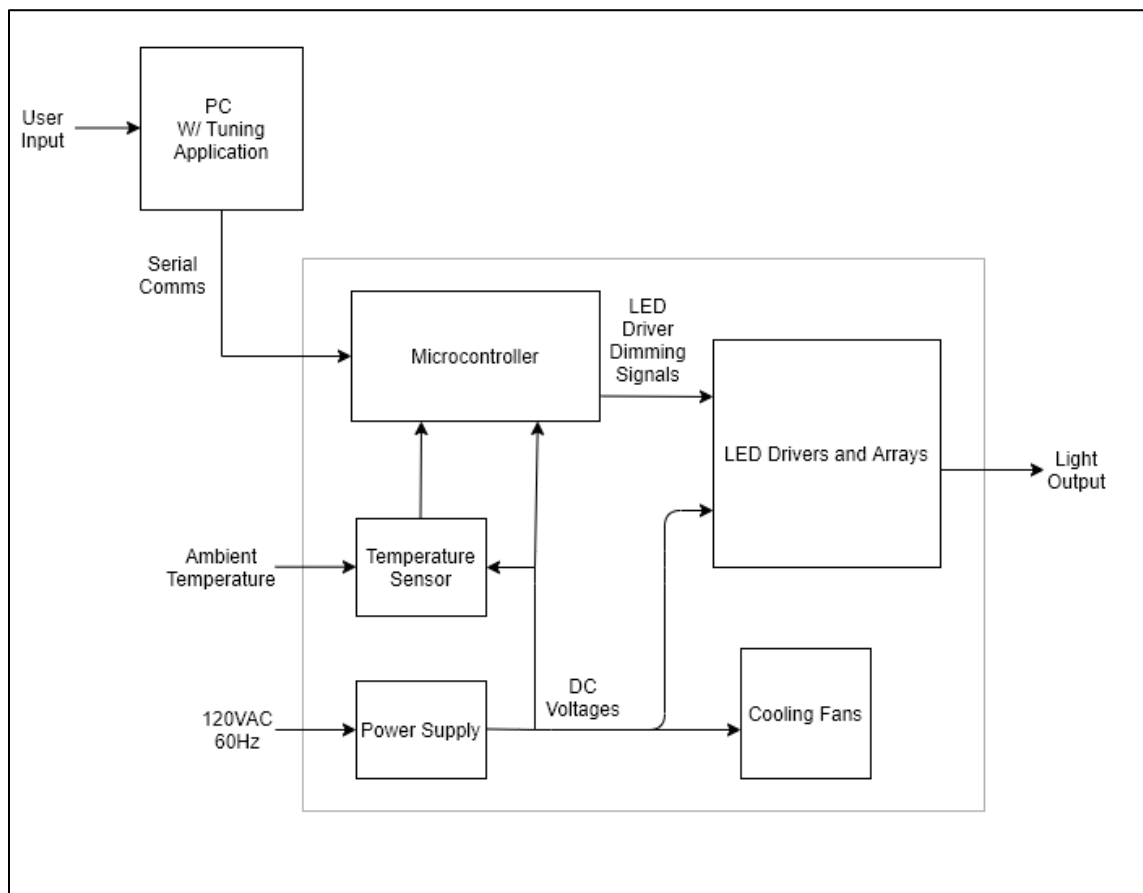 PC
W/ Tuning
Application
User
Input
Serial
Comms
Microcontroller
LED
Driver
Dimming
Signals
LED Drivers and Arrays
Light
Output
Ambient
Temperature
Temperature
Sensor
DC
Voltages
120VAC
60Hz
Power Supply
Cooling Fans